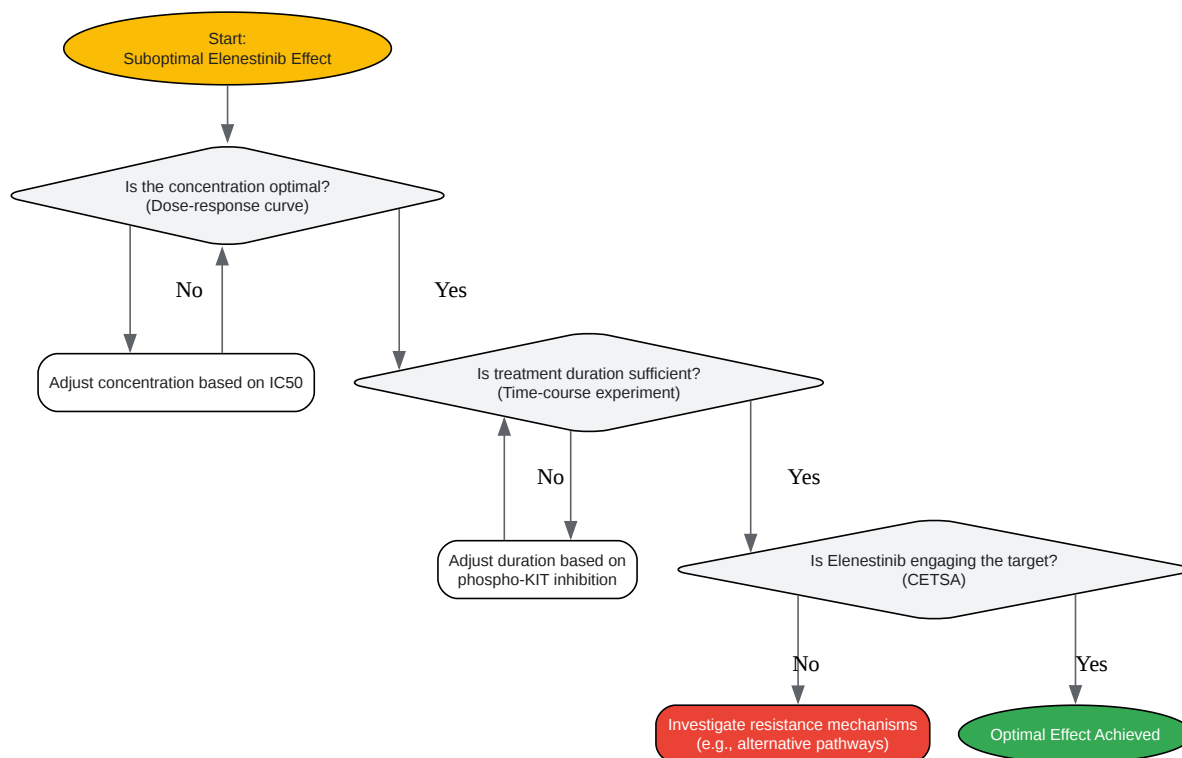 Start:
Suboptimal Elenestinib Effect
Is the concentration optimal?
(Dose-response curve)
No
Yes
Adjust concentration based on IC50
Is treatment duration sufficient?
(Time-course experiment)
No
Yes
Adjust duration based on
phospho-KIT inhibition
Is Elenestinib engaging the target?
(CETSA)
No
Yes
Investigate resistance mechanisms
(e.g., alternative pathways)
Optimal Effect Achieved